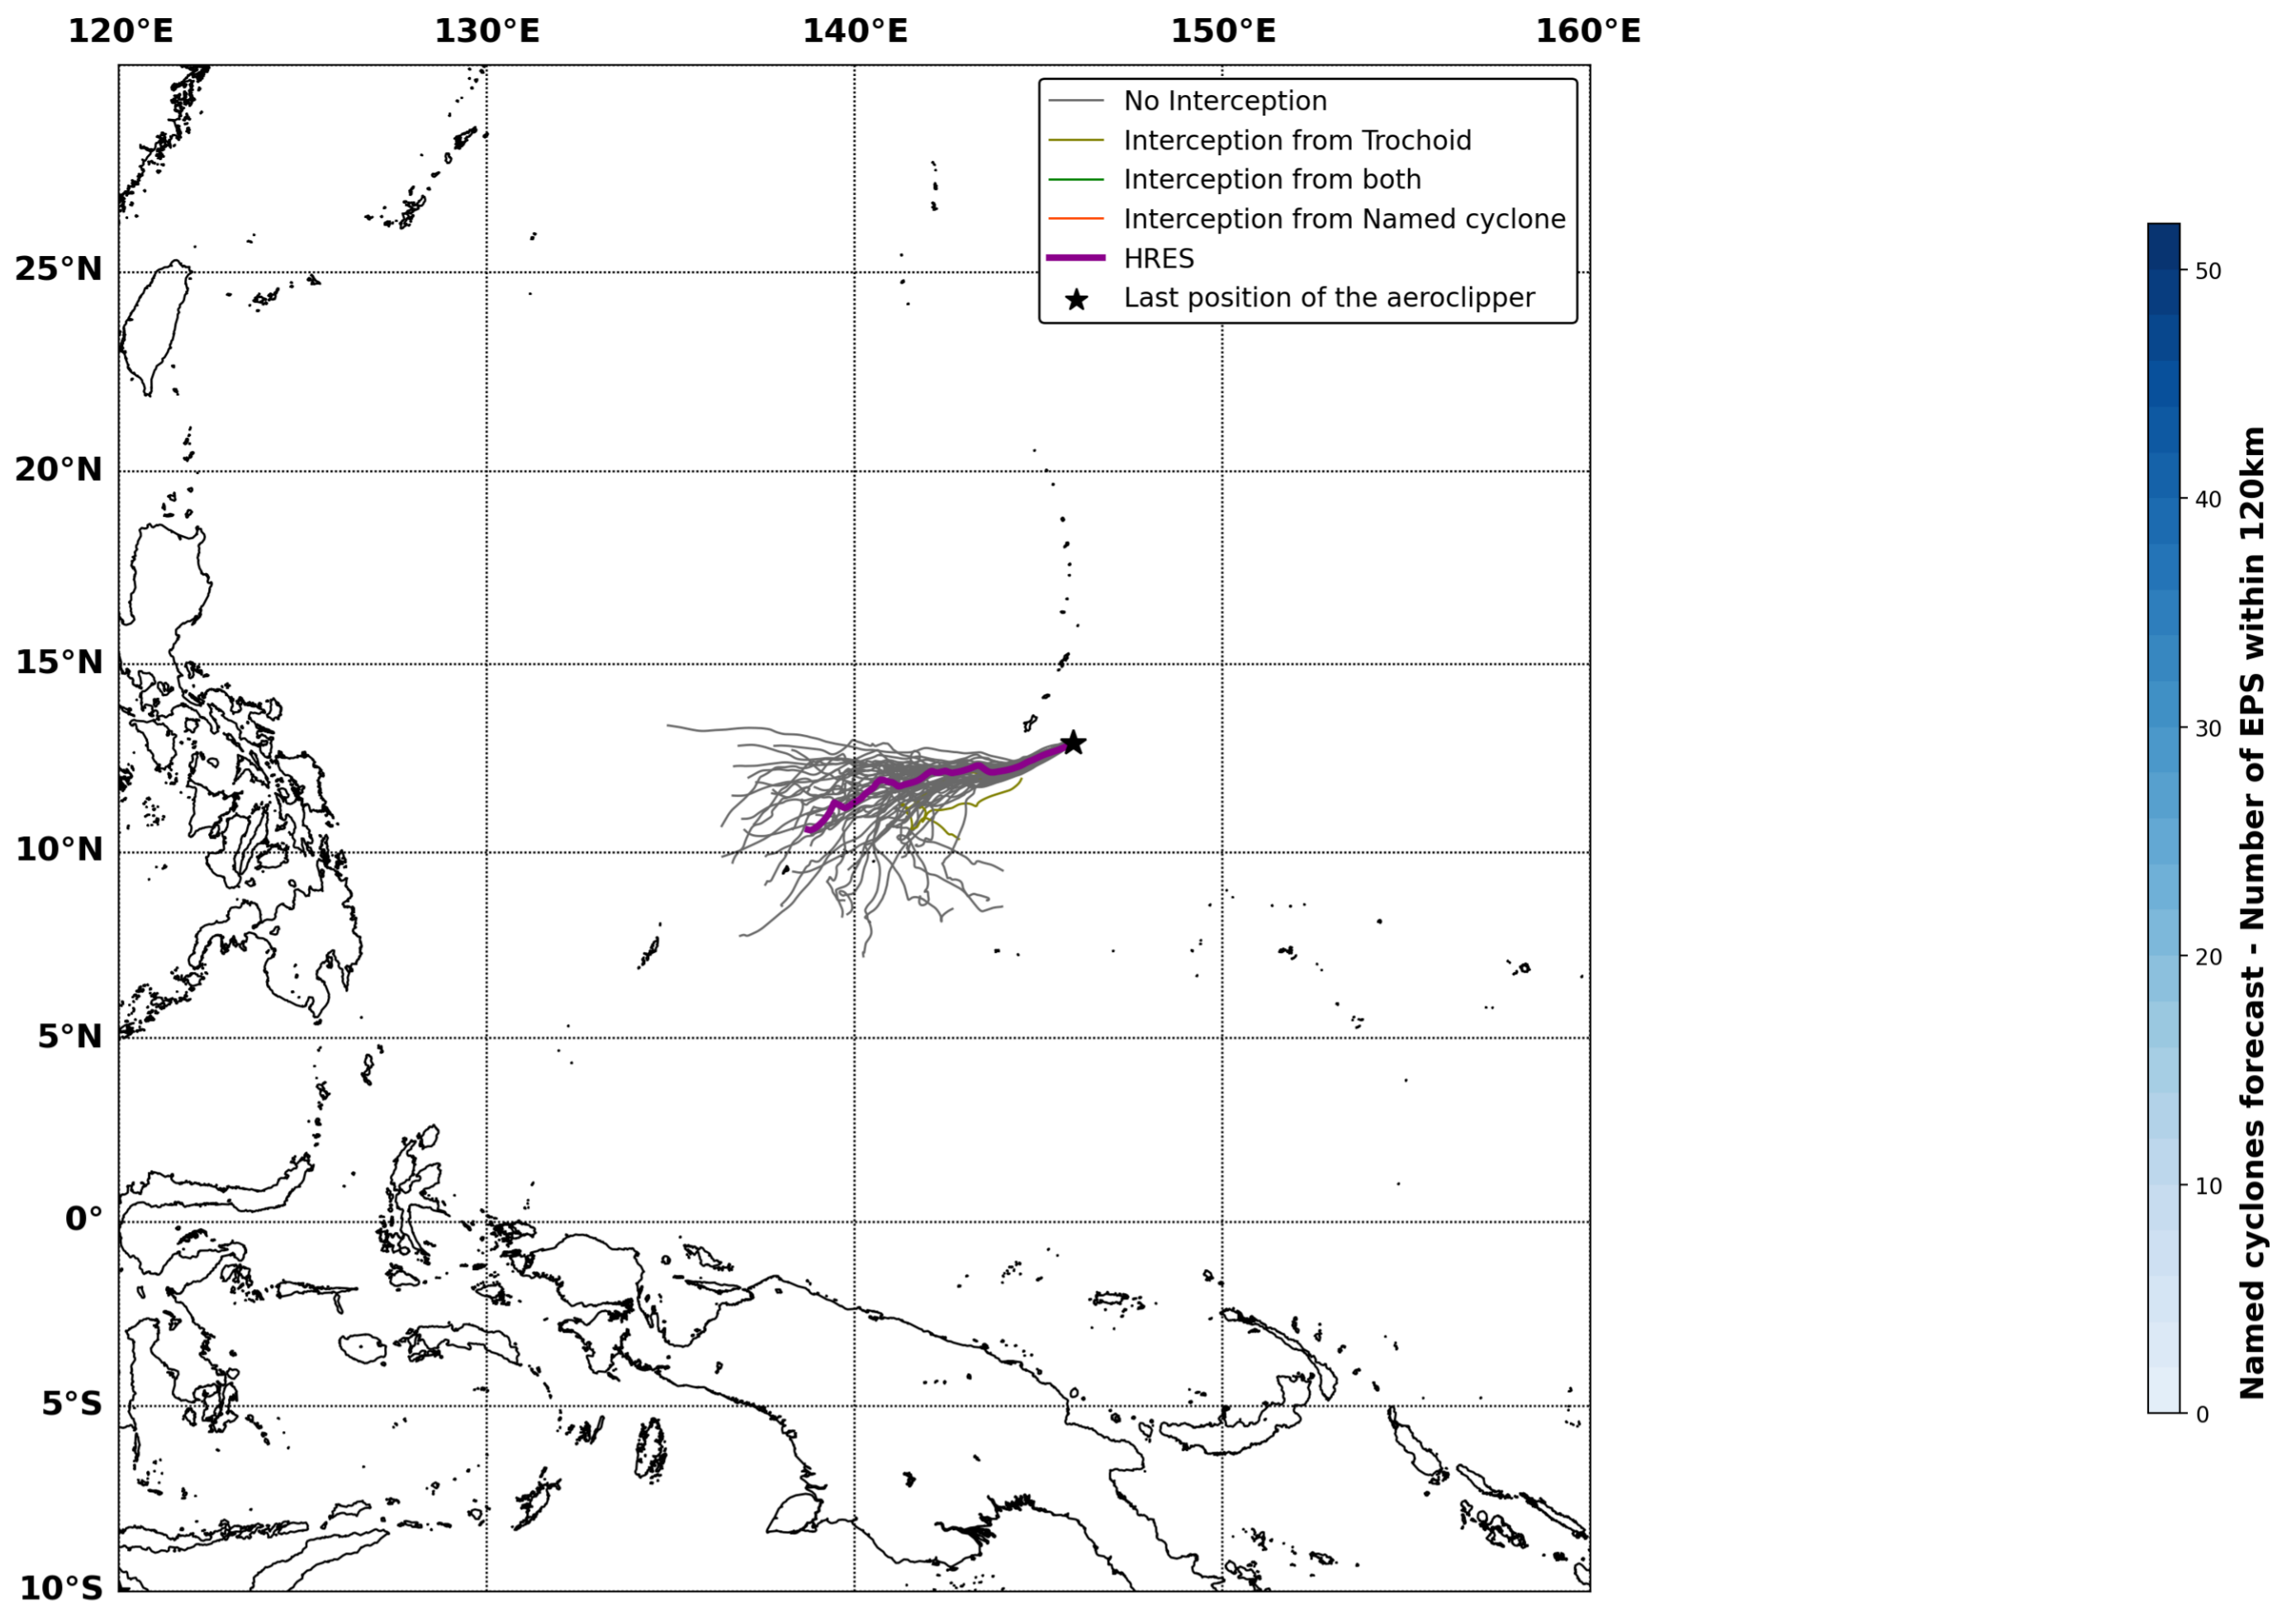 120°E 130°E 140°E 150°E 160°E
No Interception
Interception from Trochoid
Interception from both
Interception from Named cyclone
HRES
Last position of the aeroclipper
25°N
20°N
15°N
10°N
5°N
0°
5°S
10°S
50
40
30
20
10
0
Named cyclones forecast - Number of EPS within 120km